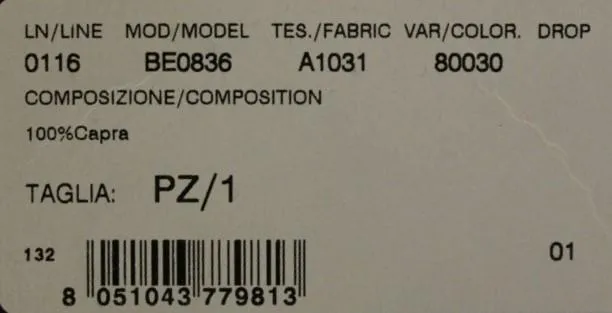 LN/LINE MOD/MODEL TES./FABRIC VAR/COLOR. DROP
0116 BE0836 A1031 80030
COMPOSIZIONE/COMPOSITION
100%Capra
TAGLIA: PZ/1
132 01
8 051043 779813